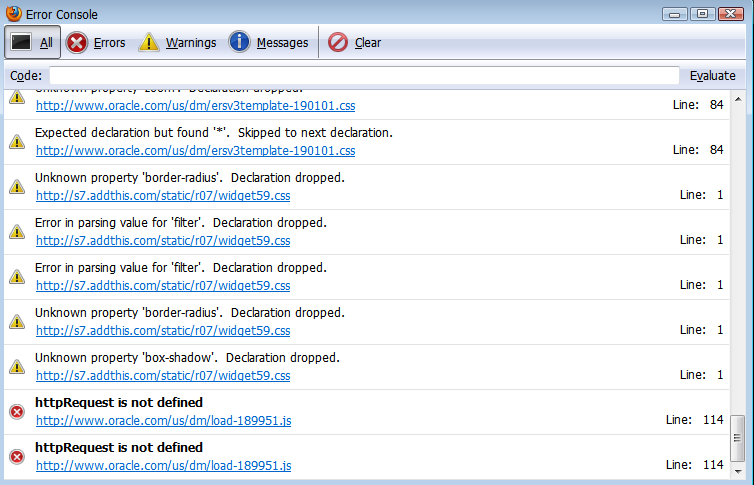 Error Console
All Errors Warnings Messages Clear
Code: Evaluate
Unknown property 'zoom'. Declaration dropped.
http://www.oracle.com/us/dm/ersv3template-190101.css Line: 84
Expected declaration but found '*'. Skipped to next declaration.
http://www.oracle.com/us/dm/ersv3template-190101.css Line: 84
Unknown property 'border-radius'. Declaration dropped.
http://s7.addthis.com/static/r07/widget59.css Line: 1
Error in parsing value for 'filter'. Declaration dropped.
http://s7.addthis.com/static/r07/widget59.css Line: 1
Error in parsing value for 'filter'. Declaration dropped.
http://s7.addthis.com/static/r07/widget59.css Line: 1
Unknown property 'border-radius'. Declaration dropped.
http://s7.addthis.com/static/r07/widget59.css Line: 1
Unknown property 'box-shadow'. Declaration dropped.
http://s7.addthis.com/static/r07/widget59.css Line: 1
httpRequest is not defined
http://www.oracle.com/us/dm/load-189951.js Line: 114
httpRequest is not defined
http://www.oracle.com/us/dm/load-189951.js Line: 114